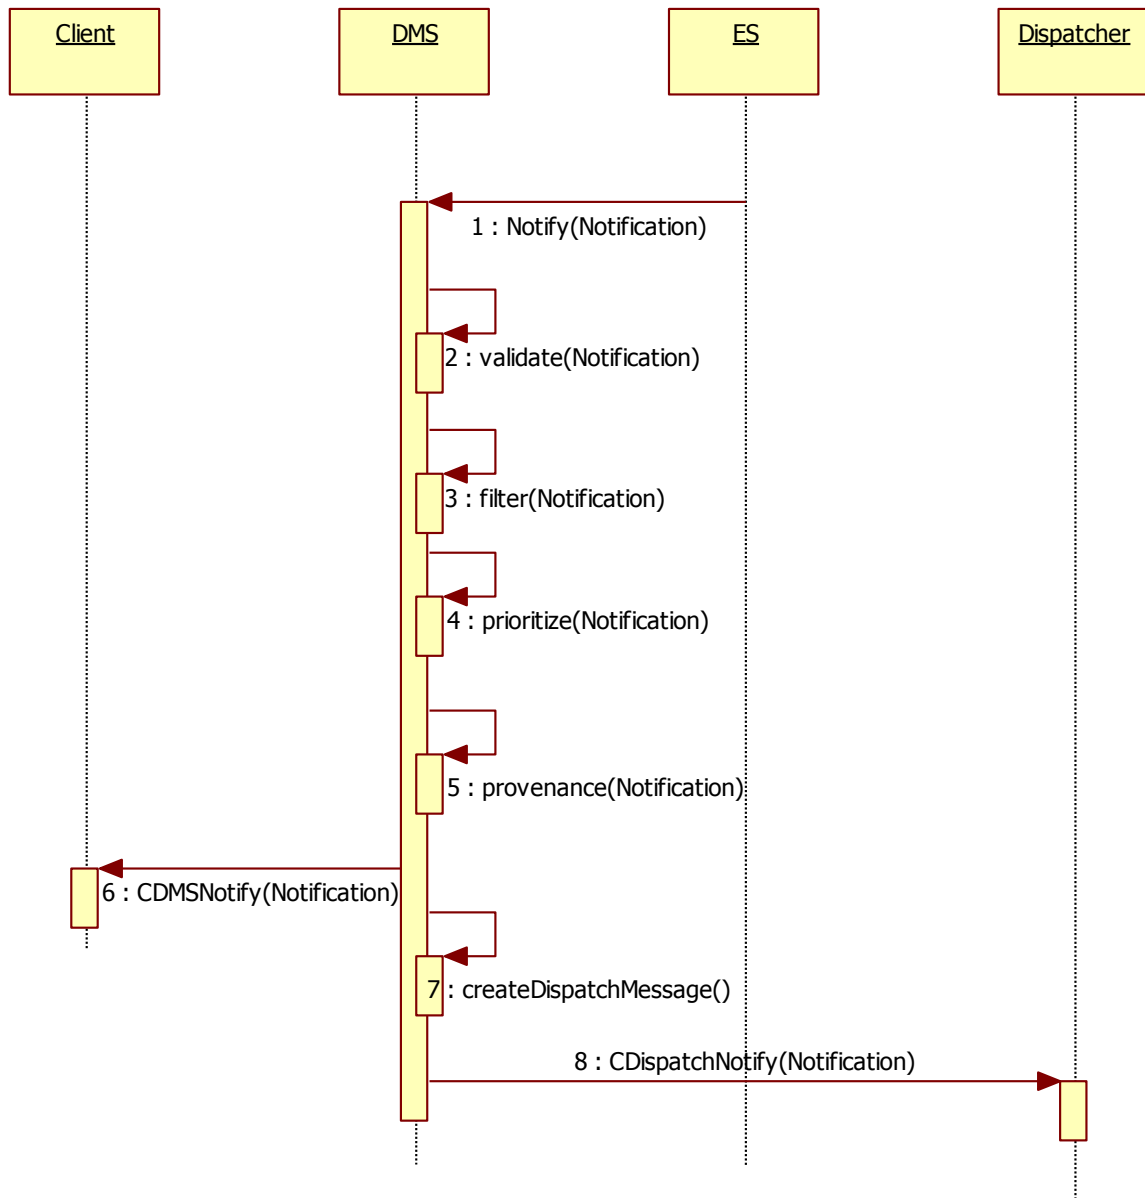 Client
DMS
ES
Dispatcher
1 : Notify(Notification)
2 : validate(Notification)
3 : filter(Notification)
4 : prioritize(Notification)
5 : provenance(Notification)
6 : CDMSNotify(Notification)
7 : createDispatchMessage()
8 : CDispatchNotify(Notification)